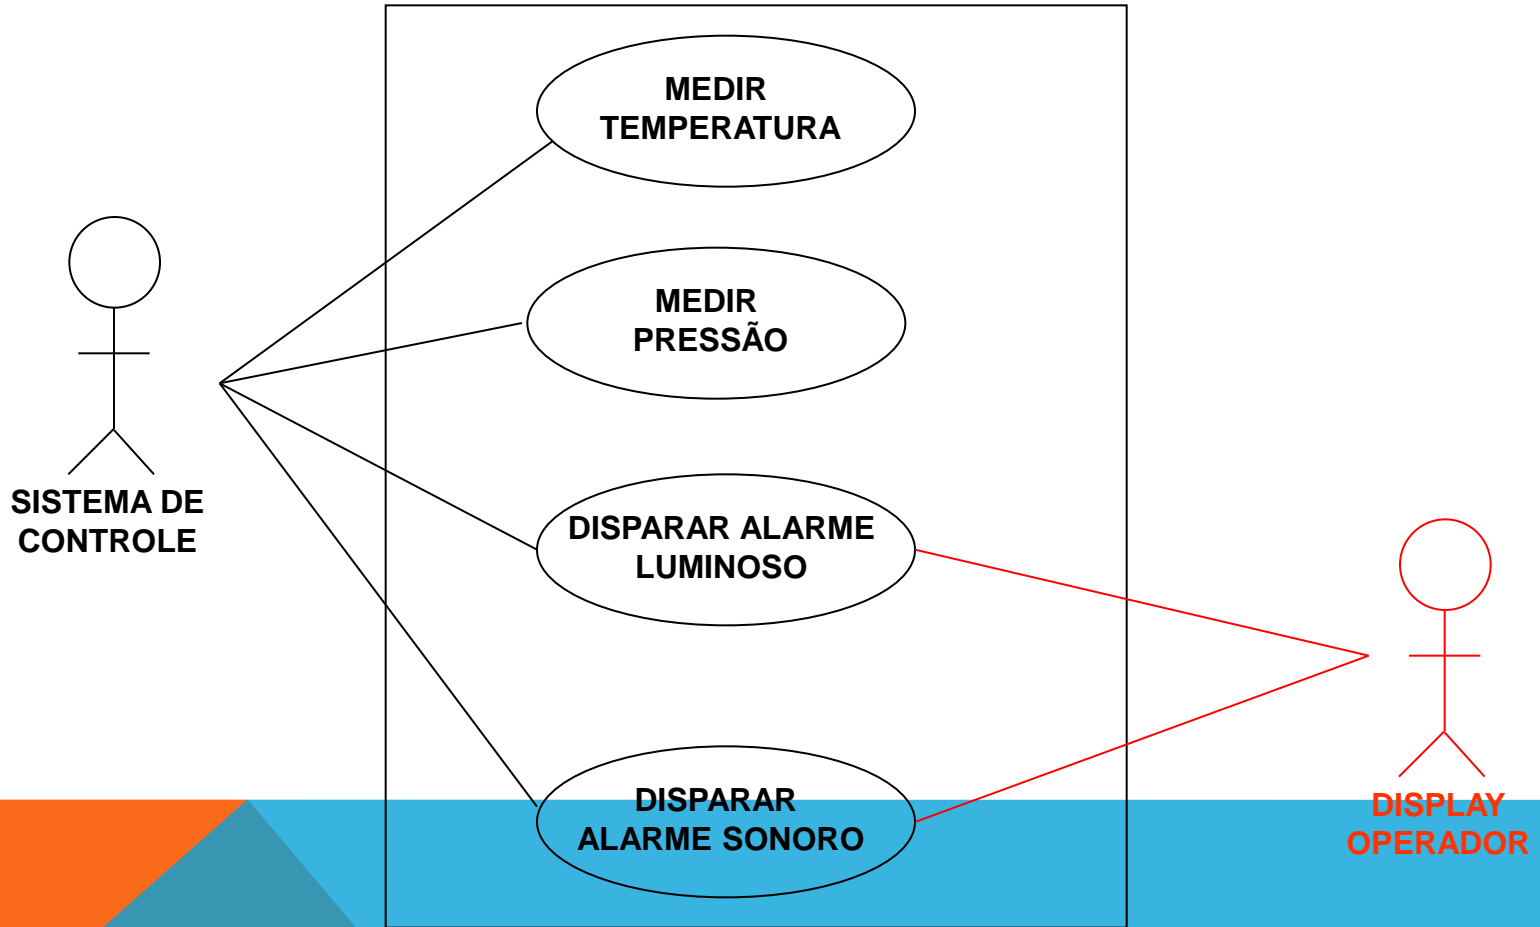 MEDIR
TEMPERATURA
MEDIR
PRESSÃO
SISTEMA DE
CONTROLE
DISPARAR ALARME
LUMINOSO
DISPARAR
ALARME SONORO
DISPLAY
OPERADOR